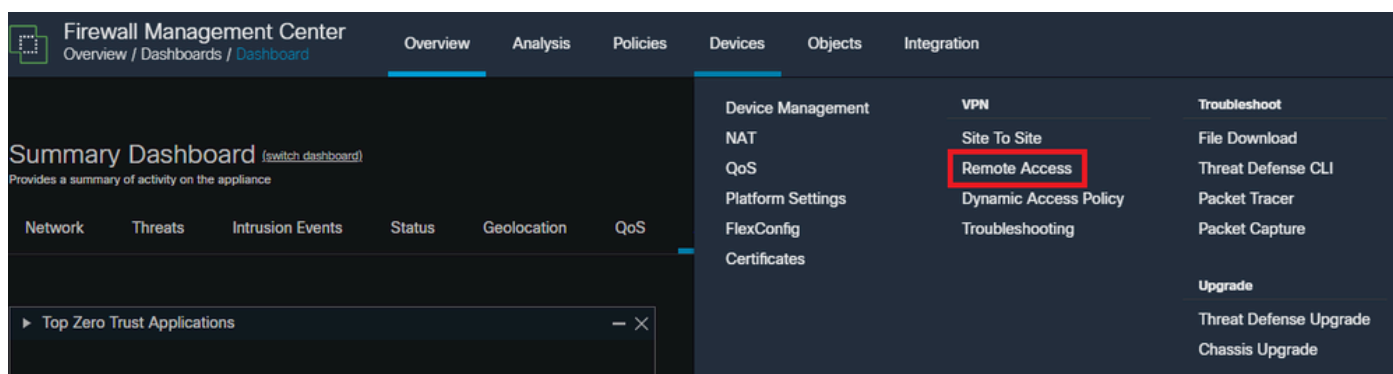 Firewall Management Center
Overview / Dashboards / Dashboard
Overview
Analysis
Policies
Devices
Objects
Integration
Summary Dashboard (switch dashboard)
Provides a summary of activity on the appliance
Network
Threats
Intrusion Events
Status
Geolocation
QoS
Top Zero Trust Applications
Device Management
NAT
QoS
Platform Settings
FlexConfig
Certificates
VPN
Site To Site
Remote Access
Dynamic Access Policy
Troubleshooting
Troubleshoot
File Download
Threat Defense CLI
Packet Tracer
Packet Capture
Upgrade
Threat Defense Upgrade
Chassis Upgrade